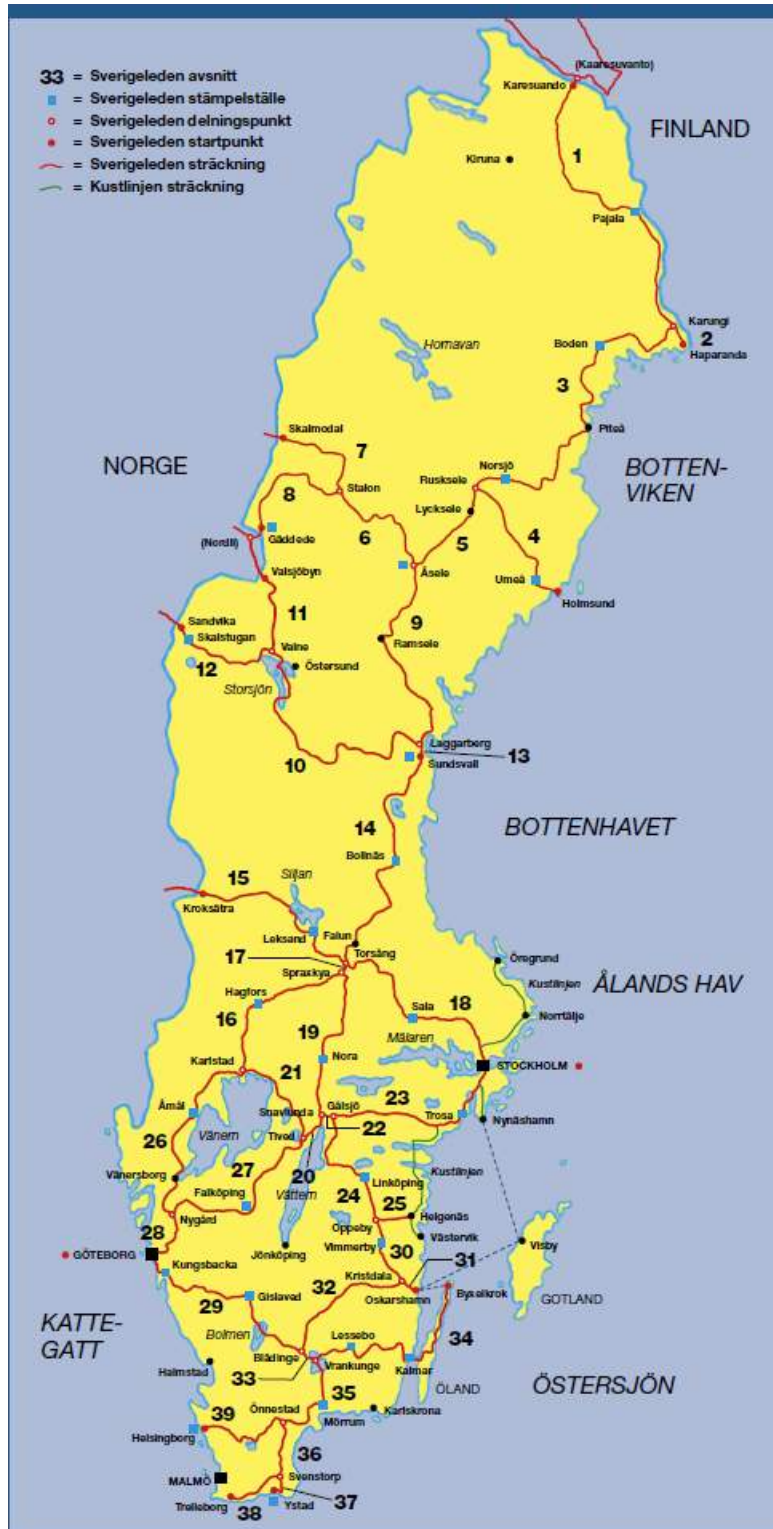 33 = Sverigeleden avsnitt
= Sverigeleden stämpelställe
= Sverigeleden delningspunkt
= Sverigeleden startpunkt
= Sverigeleden sträckning
= Kustlinjen sträckning
(Kaaresuvanto)
Karesuando
FINLAND
1
Kiruna
Pajala
Karungi
2
Haparanda
Boden
Hornavan
3
Skalmodal
Piteå
7
NORGE
BOTTEN-
VIKEN
Norsjö
Rusksele
Stalon
8
Lycksele
Gäddede
6
5
4
(Nordli)
Åsele
Umeå
Valsjöbyn
Holmsund
11
9
Sandvika
Skalstugan
Ramsele
Valne
Östersund
12
Storsjön
Laggarberg
13
10
Sundsvall
14
BOTTENHAVET
Bollnäs
15
Siljan
Kroksätra
Leksand
Falun
Torsång
17
Öregrund
Spraxkya
Kustlinjen
ÅLANDS HAV
Hagfors
18
Sala
Norrtälje
16
19
Mälaren
Nora
Karlstad
21
STOCKHOLM
23
Åmål
Snavlunda
Gälsjö
Trosa
Nynäshamn
22
Vänern
Tived
26
20
Kustlinjen
Vänersborg
27
Linköping
Falköping
Vättern
24
25
Nygård
Oppeby
Helgenäs
28
Västervik
Vimmerby
30
Visby
GÖTEBORG
Jönköping
31
Kungsbacka
Kristdala
32
Gislaved
Oskarshamn
Byxelkrok
29
GOTLAND
KATTE-
GATT
Bolmen
Lessebo
34
Blädinge
Halmstad
Vrankunge
Kalmar
33
ÖLAND
ÖSTERSJÖN
35
39
Önnestad
Karlskrona
Mörrum
Helsingborg
36
MALMÖ
Svenstorp
37
Trelleborg
Ystad
38